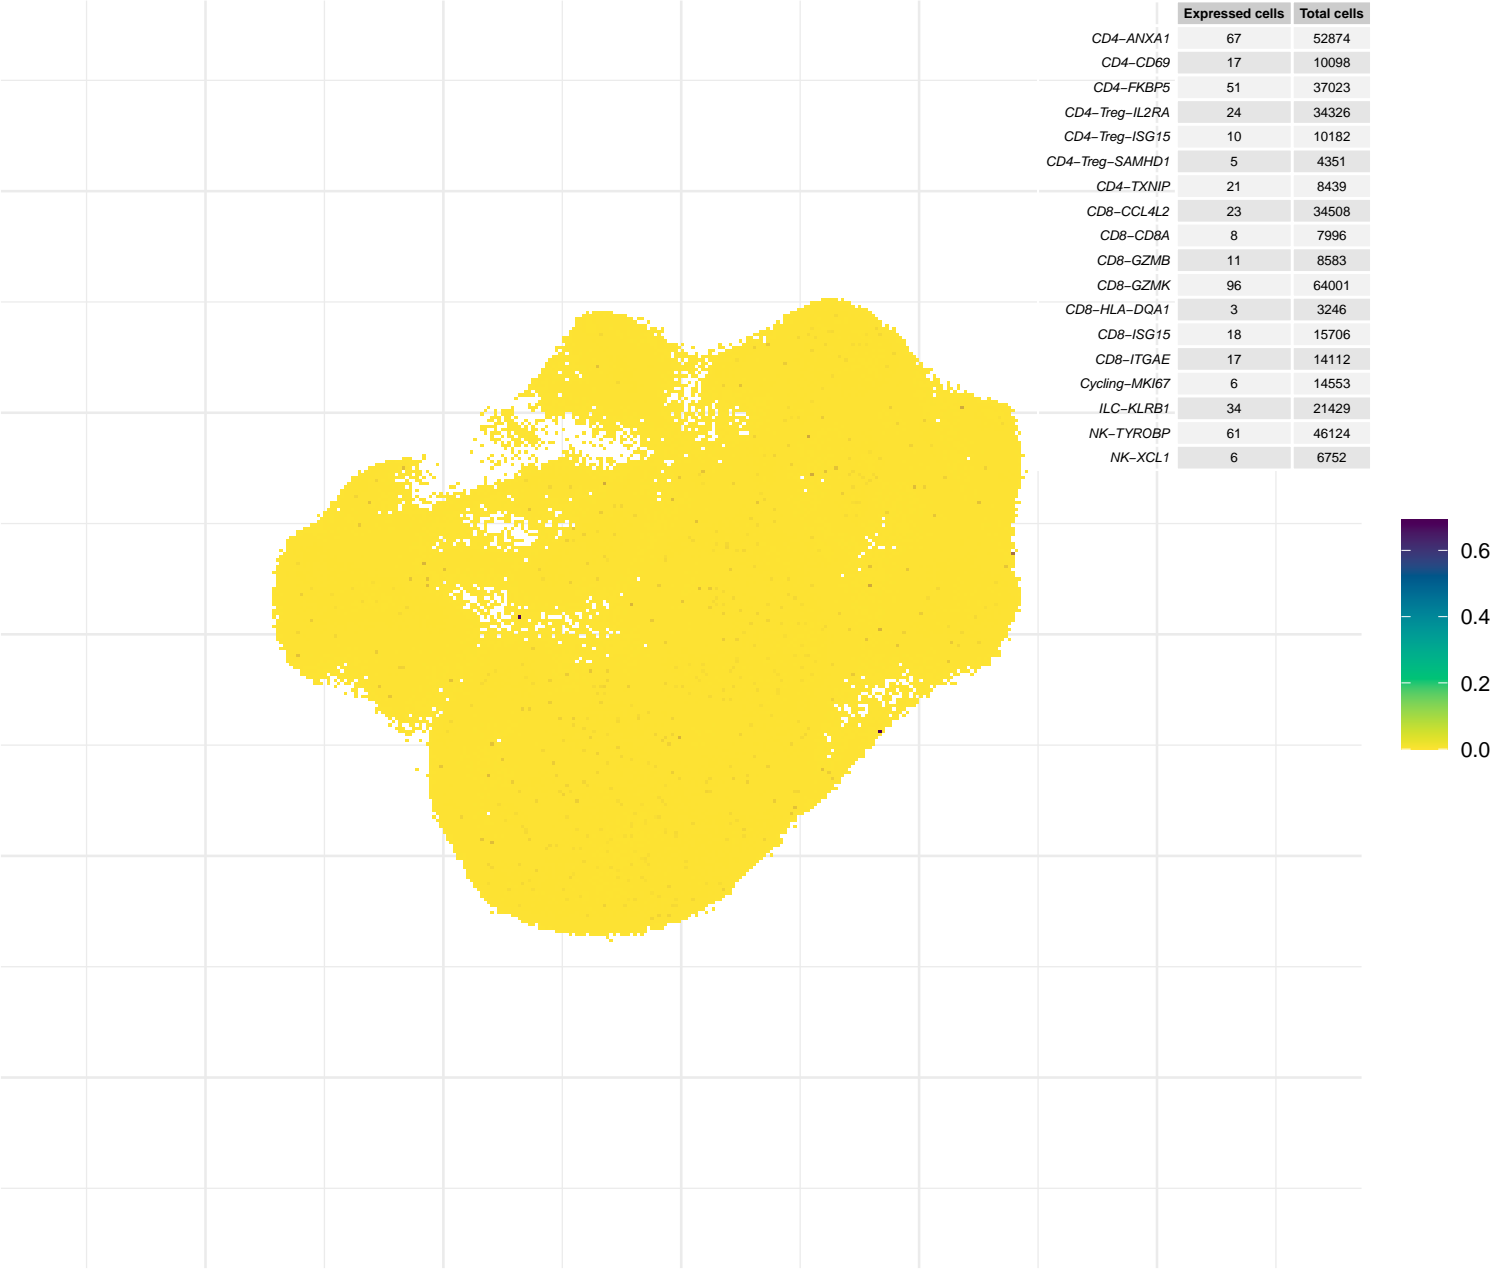 Expressed cells Total cells
CD4−ANXA1 67 52874
CD4−CD69 17 10098
CD4−FKBP5 51 37023
CD4−Treg−IL2RA 24 34326
CD4−Treg−ISG15 10 10182
CD4−Treg−SAMHD1 5 4351
CD4−TXNIP 21 8439
CD8−CCL4L2 23 34508
CD8−CD8A 8 7996
CD8−GZMB 11 8583
CD8−GZMK 96 64001
CD8−HLA−DQA1 3 3246
CD8−ISG15 18 15706
CD8−ITGAE 17 14112
Cycling−MKI67 6 14553
ILC−KLRB1 34 21429
NK−TYROBP 61 46124
NK−XCL1 6 6752
0.6
0.4
0.2
0.0